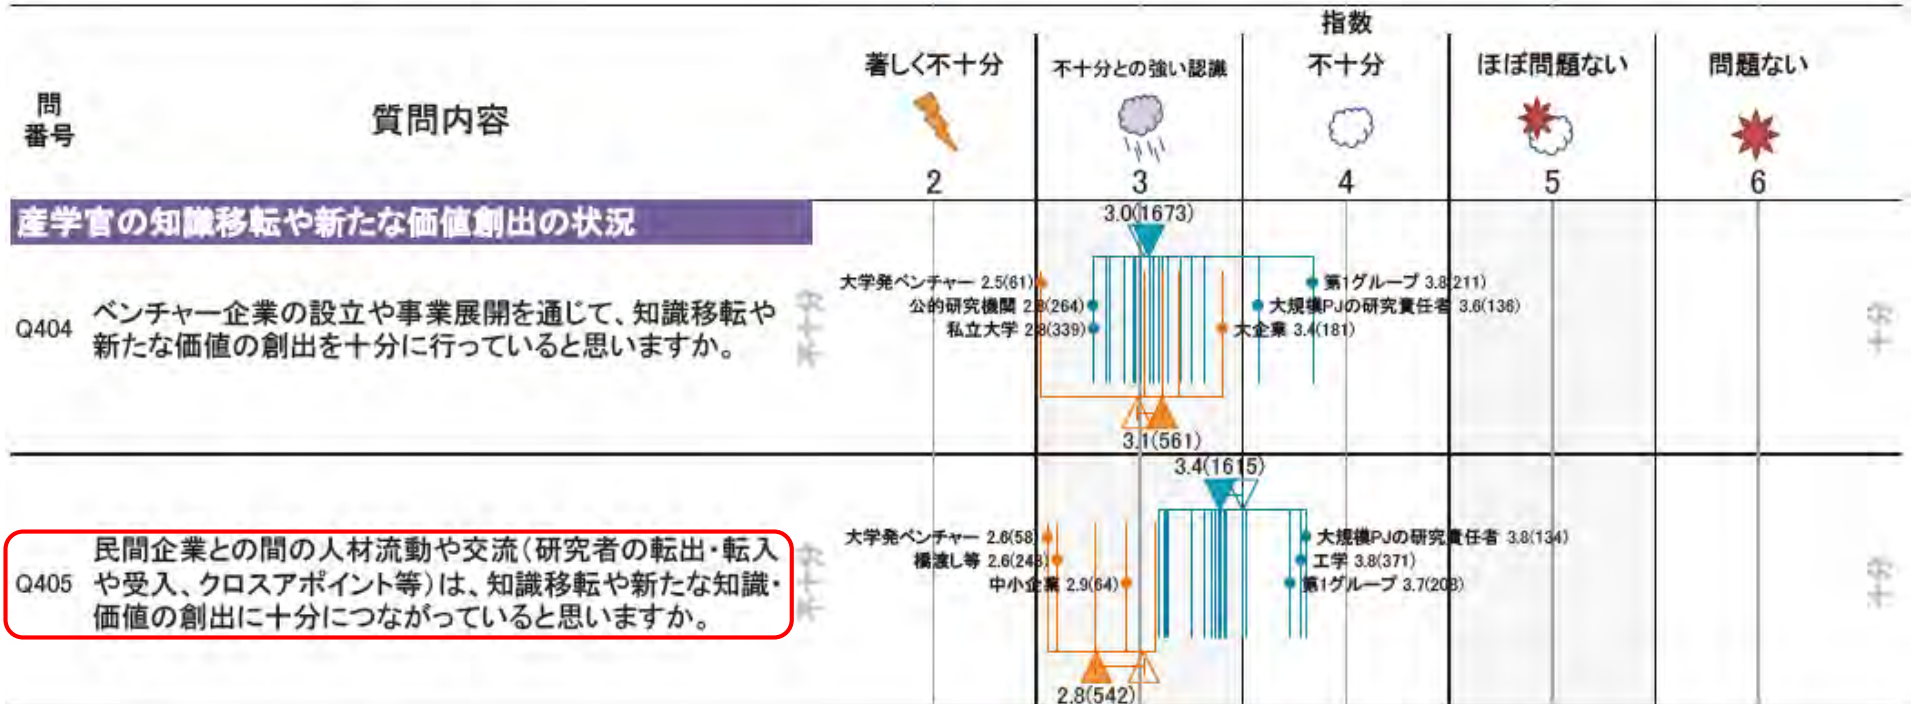 指数
著しく不十分 不十分との強い認識 不十分 ほぼ問題ない 問題ない
問
番号
質問内容
2 3 4 5 6
産学官の知識移転や新たな価値創出の状況
3.0(1673)
Q404
ベンチャー企業の設立や事業展開を通じて、知識移転や
新たな価値の創出を十分に行っていると思いますか。
不十分
大学発ベンチャー 2.5(61)
公的研究機関 2.8(264)
私立大学 2.8(339)
第1グループ 3.8(211)
大規模PJの研究責任者 3.6(136)
大企業 3.4(181)
十分
3.1(561)
3.4(1615)
Q405
民間企業との間の人材流動や交流(研究者の転出・転入
や受入、クロスアポイント等)は、知識移転や新たな知識・
価値の創出に十分につながっていると思いますか。
不十分
大学発ベンチャー 2.6(58)
橋渡し等 2.6(248)
中小企業 2.9(64)
大規模PJの研究責任者 3.8(134)
工学 3.8(371)
第1グループ 3.7(208)
十分
2.8(542)